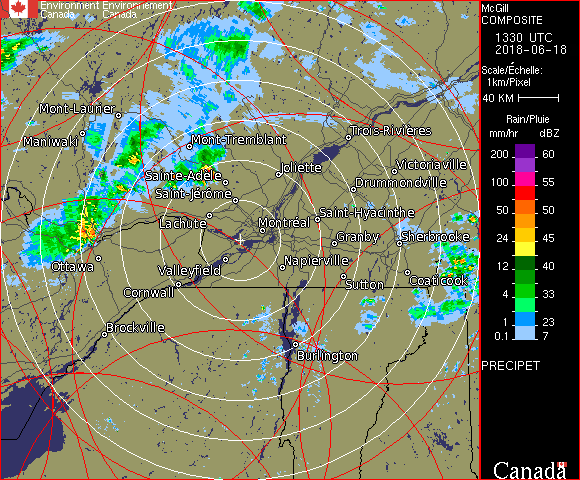 Environment Environnement
Canada Canada
McGill
COMPOSITE
1330 UTC
2018-06-18
Scale/Échelle:
1km/Pixel
40 KM
Rain/Pluie
mm/hr dBZ
200 60
100 55
50 50
24 45
12 40
4 33
1 23
0.1 7
PRECIPET
Canada
Mont-Laurier
Maniwaki
Mont-Tremblant
Trois-Rivières
Sainte-Adèle
Joliette
Victoriaville
Saint-Jérôme
Drummondville
Lachute
Montréal
Saint-Hyacinthe
Granby
Sherbrooke
Ottawa
Valleyfield
Napierville
Cornwall
Sutton
Coaticook
Brockville
Burlington